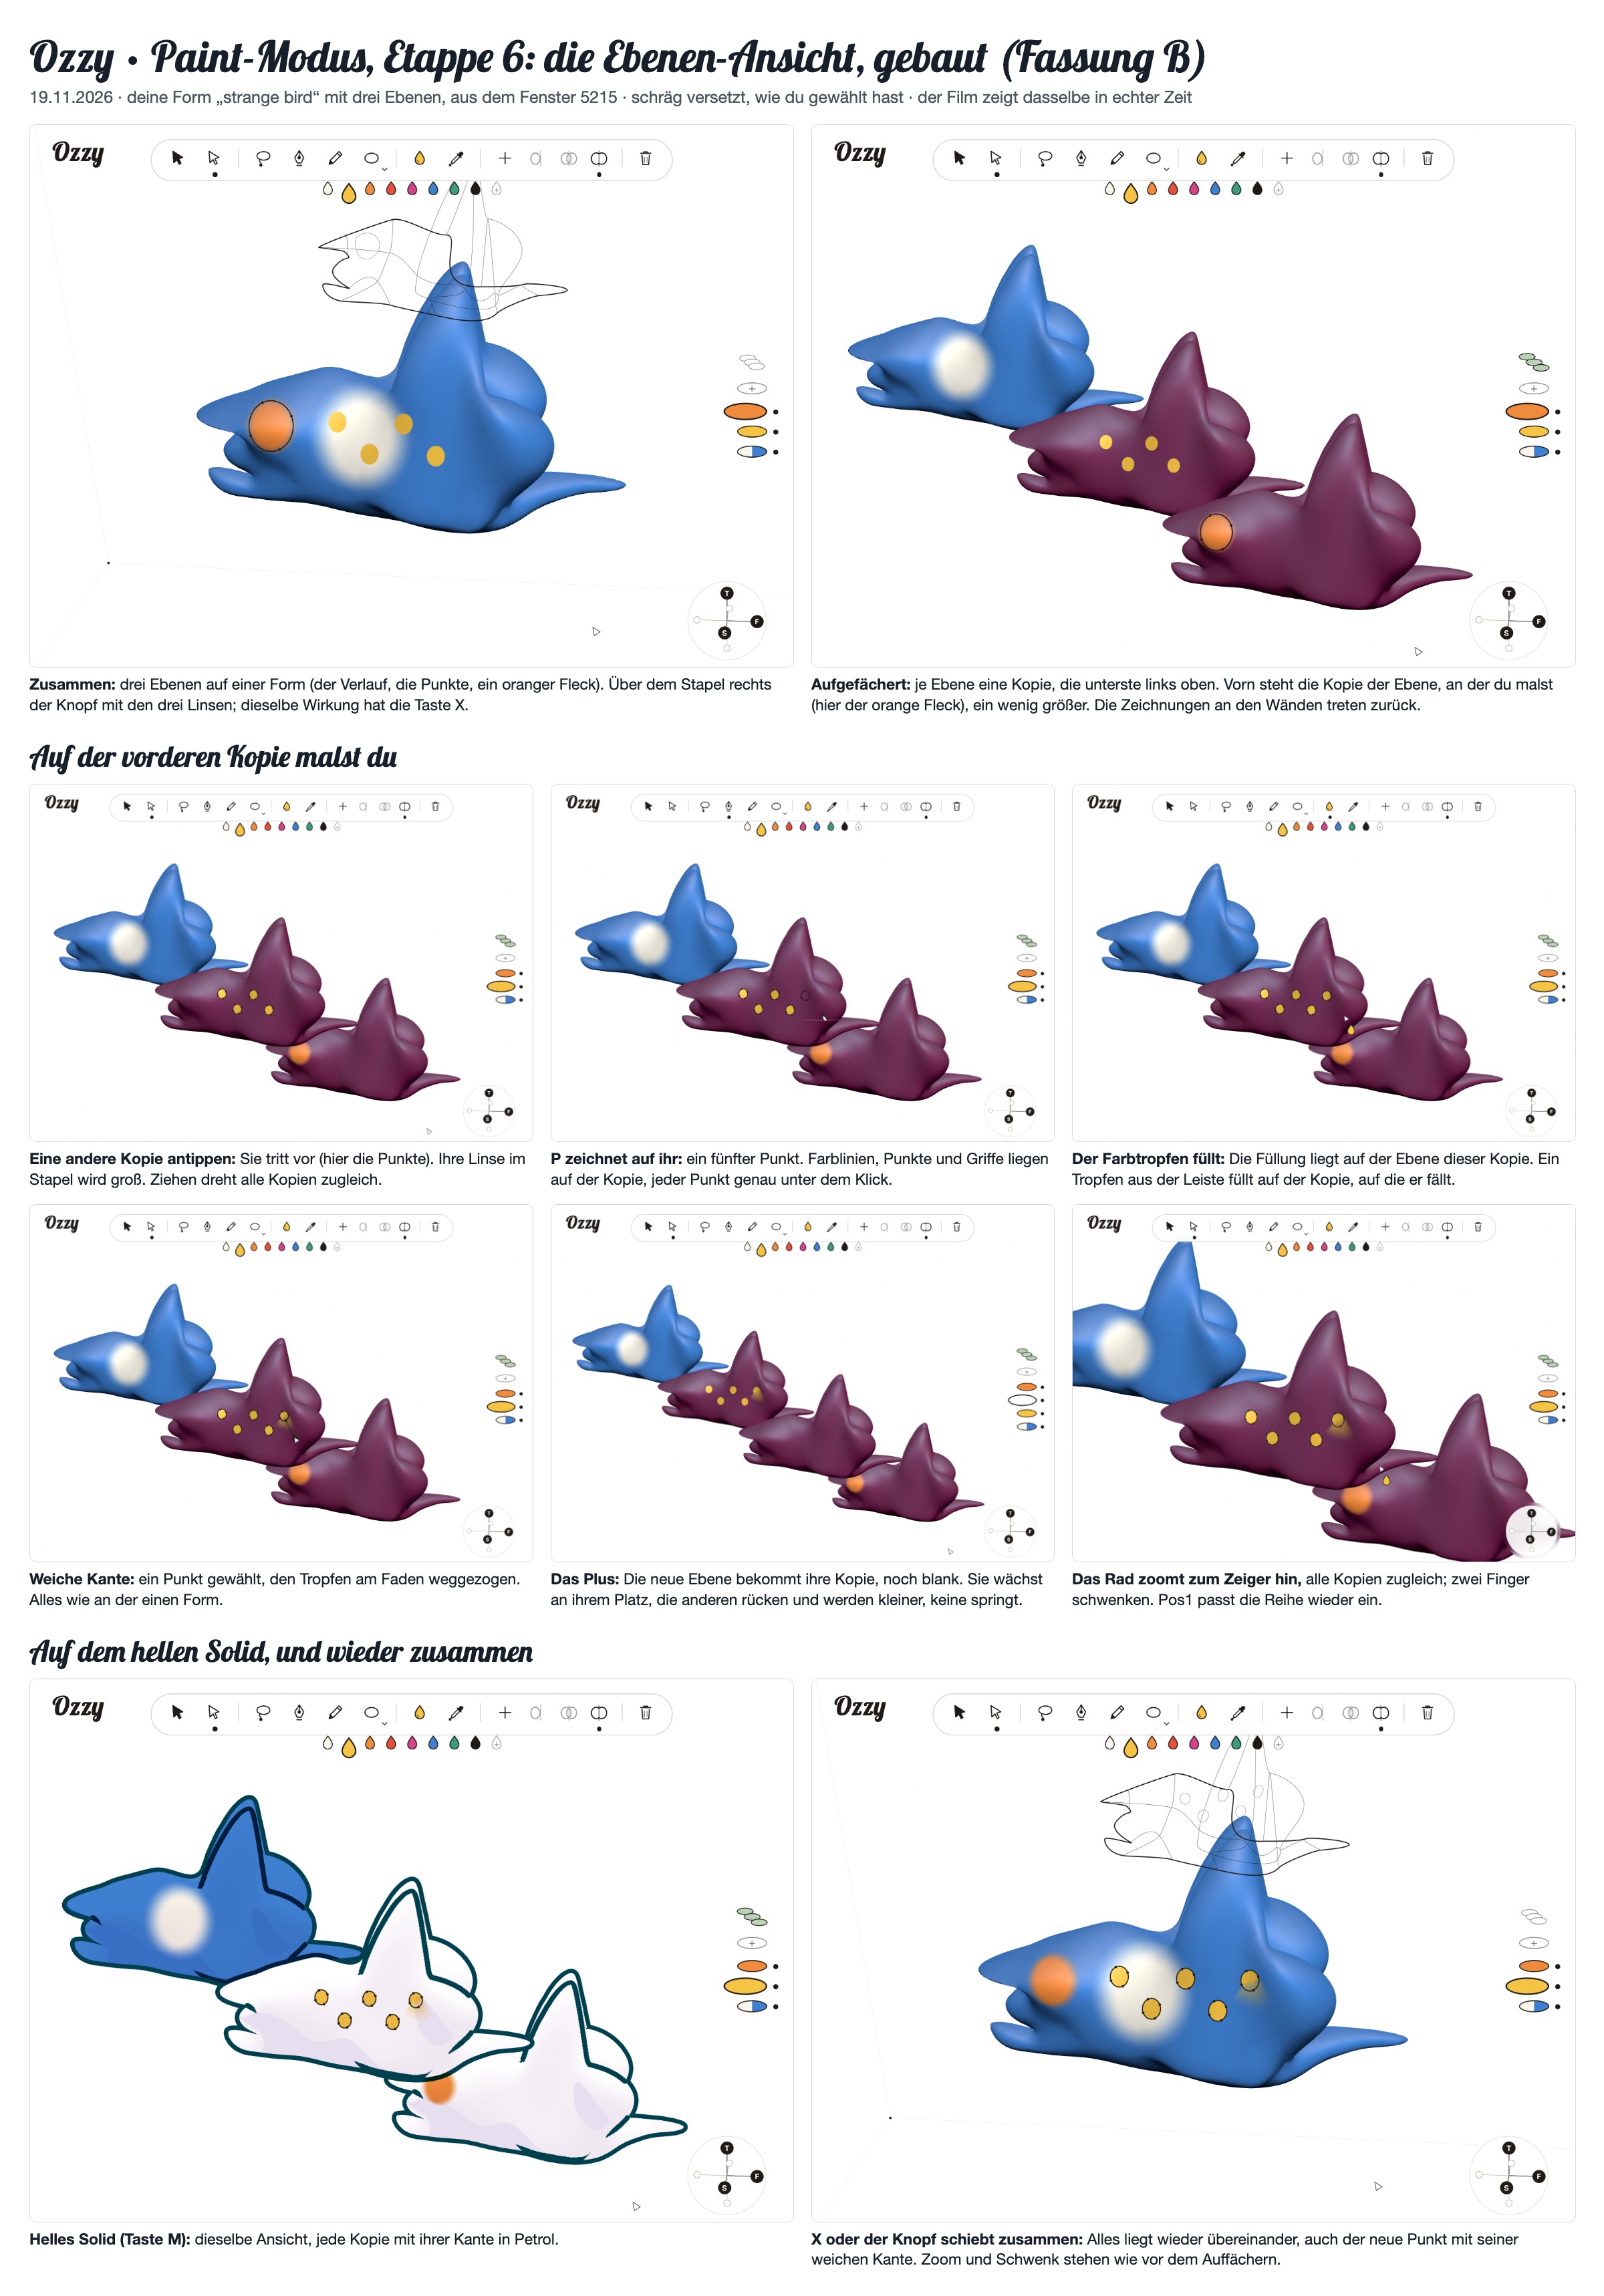 Ozzy • Paint-Modus, Etappe 6: die Ebenen-Ansicht, gebaut (Fassung B)
19.11.2026 · deine Form „strange bird“ mit drei Ebenen, aus dem Fenster 5215 · schräg versetzt, wie du gewählt hast · der Film zeigt dasselbe in echter Zeit
Ozzy
T
F
S
Ozzy
T
F
S
Zusammen: drei Ebenen auf einer Form (der Verlauf, die Punkte, ein oranger Fleck). Über dem Stapel rechts
der Knopf mit den drei Linsen; dieselbe Wirkung hat die Taste X.
Aufgefächert: je Ebene eine Kopie, die unterste links oben. Vorn steht die Kopie der Ebene, an der du malst
(hier der orange Fleck), ein wenig größer. Die Zeichnungen an den Wänden treten zurück.
Auf der vorderen Kopie malst du
Ozzy
T
F
S
Ozzy
T
F
S
Ozzy
T
F
S
Eine andere Kopie antippen: Sie tritt vor (hier die Punkte). Ihre Linse im
Stapel wird groß. Ziehen dreht alle Kopien zugleich.
P zeichnet auf ihr: ein fünfter Punkt. Farblinien, Punkte und Griffe liegen
auf der Kopie, jeder Punkt genau unter dem Klick.
Der Farbtropfen füllt: Die Füllung liegt auf der Ebene dieser Kopie. Ein
Tropfen aus der Leiste füllt auf der Kopie, auf die er fällt.
Ozzy
T
F
S
Ozzy
T
F
S
Ozzy
T
F
S
Weiche Kante: ein Punkt gewählt, den Tropfen am Faden weggezogen.
Alles wie an der einen Form.
Das Plus: Die neue Ebene bekommt ihre Kopie, noch blank. Sie wächst
an ihrem Platz, die anderen rücken und werden kleiner, keine springt.
Das Rad zoomt zum Zeiger hin, alle Kopien zugleich; zwei Finger
schwenken. Pos1 passt die Reihe wieder ein.
Auf dem hellen Solid, und wieder zusammen
Ozzy
T
F
S
Ozzy
T
F
S
Helles Solid (Taste M): dieselbe Ansicht, jede Kopie mit ihrer Kante in Petrol.
X oder der Knopf schiebt zusammen: Alles liegt wieder übereinander, auch der neue Punkt mit seiner
weichen Kante. Zoom und Schwenk stehen wie vor dem Auffächern.